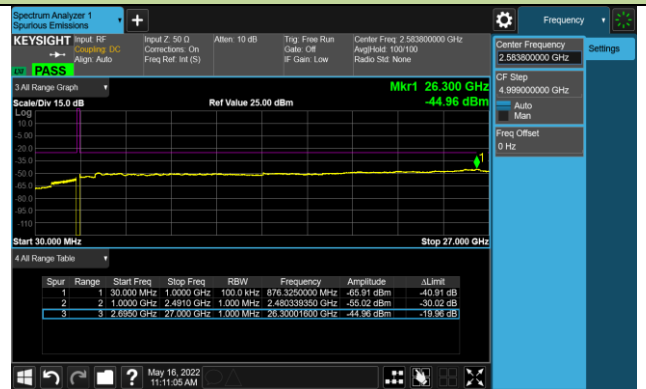 Spectrum Analyzer 1
Spurious Emissions
Frequency
KEYSIGHT
Input: RF
Coupling: DC
Align: Auto
Input Z: 50 Ω
Corrections: On
Freq Ref: Int (S)
Atten: 10 dB
Trig: Free Run
Gate: Off
IF Gain: Low
Center Freq: 2.583800000 GHz
Avg|Hold: 100/100
Radio Std: None
PASS
Center Frequency
2.583800000 GHz
Settings
CF Step
4.999000000 GHz
Auto
Man
Freq Offset
0 Hz
3 All Range Graph
Mkr1 26.300 GHz
Scale/Div 15.0 dB
Ref Value 25.00 dBm
-44.96 dBm
Log
10.0
-5.00
-20.0
-35.0
-50.0
-65.0
-80.0
-95.0
-110
1
Start 30.000 MHz
Stop 27.000 GHz
4 All Range Table
Spur Range Start Freq Stop Freq RBW Frequency Amplitude ΔLimit
1 1 30.000 MHz 1.0000 GHz 100.0 kHz 876.3250000 MHz -65.91 dBm -40.91 dB
2 2 1.0000 GHz 2.4910 GHz 1.000 MHz 2.480339350 GHz -55.02 dBm -30.02 dB
3 3 2.6950 GHz 27.000 GHz 1.000 MHz 26.30001600 GHz -44.96 dBm -19.96 dB
May 16, 2022
11:11:05 AM